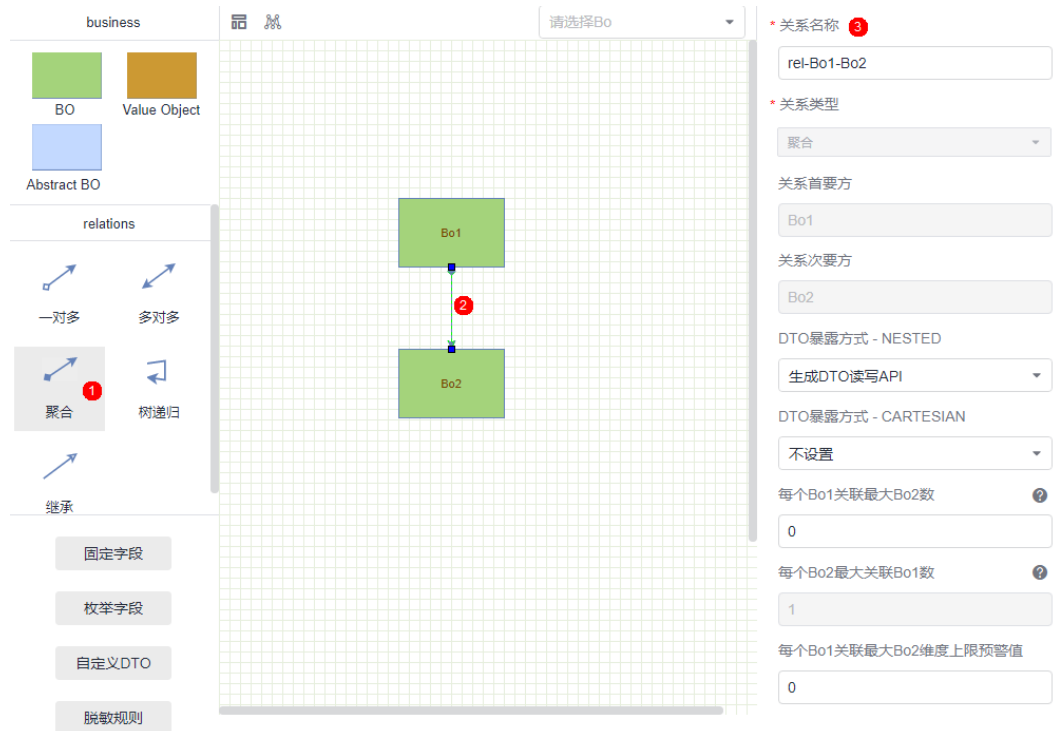 business
BO
Value Object
Abstract BO
relations
一对多
多对多
1
聚合
树递归
继承
固定字段
枚举字段
自定义DTO
脱敏规则
请选择Bo
Bo1
2
Bo2
* 关系名称 3
rel-Bo1-Bo2
* 关系类型
聚合
关系首要方
Bo1
关系次要方
Bo2
DTO暴露方式 - NESTED
生成DTO读写API
DTO暴露方式 - CARTESIAN
不设置
每个Bo1关联最大Bo2数 ?
0
每个Bo2最大关联Bo1数 ?
1
每个Bo1关联最大Bo2维度上限预警值
0